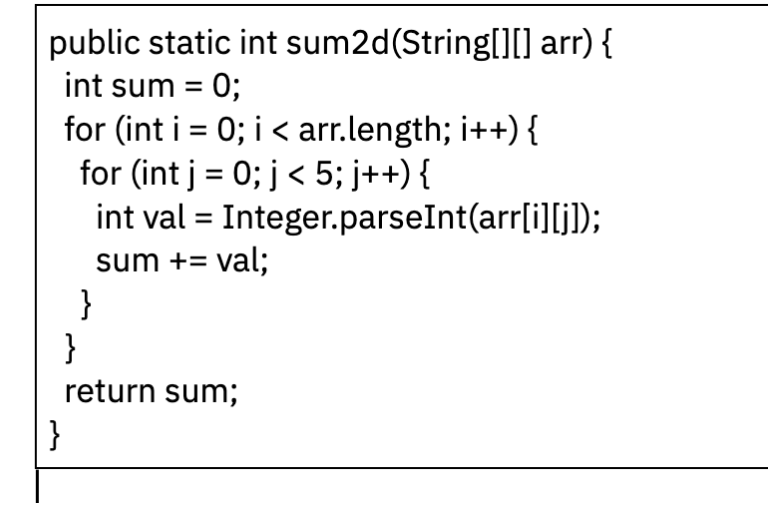 public static int sum2d(String[][] arr) {
int sum = 0;
for (int i = 0; i < arr.length; i++) {
for (int j = 0; j < 5; j++) {
int val = Integer.parseInt(arr[i][j]);
sum += val;
}
}
return sum;
}